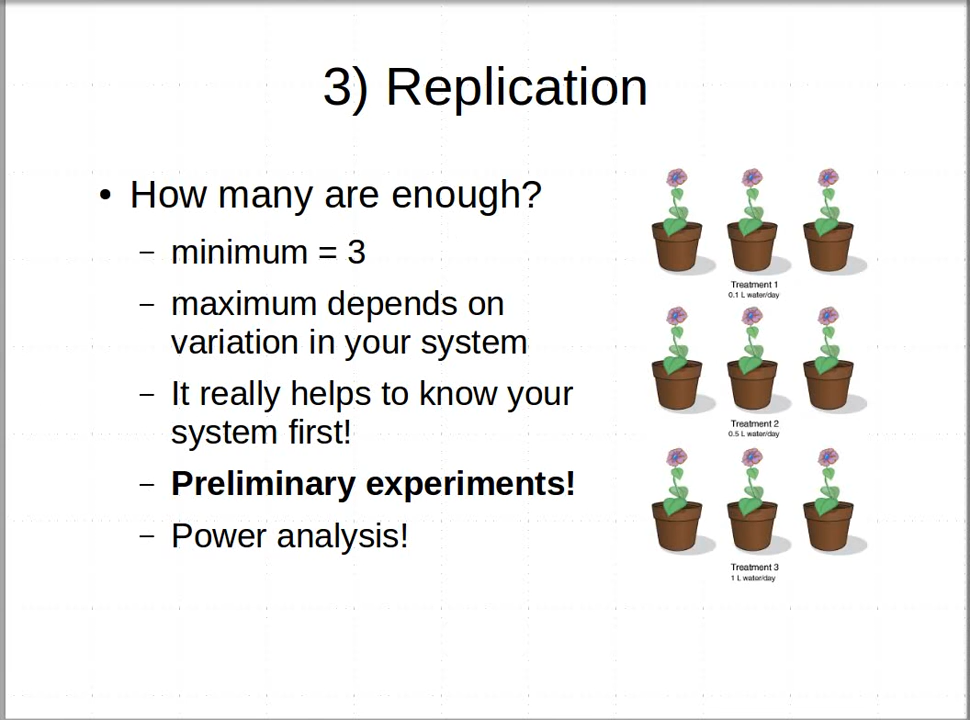 3) Replication
• How many are enough?
– minimum = 3
– maximum depends on
variation in your system
– It really helps to know your
system first!
– Preliminary experiments!
– Power analysis!
Treatment 1
0.1 L water/day
Treatment 2
0.5 L water/day
Treatment 3
1 L water/day